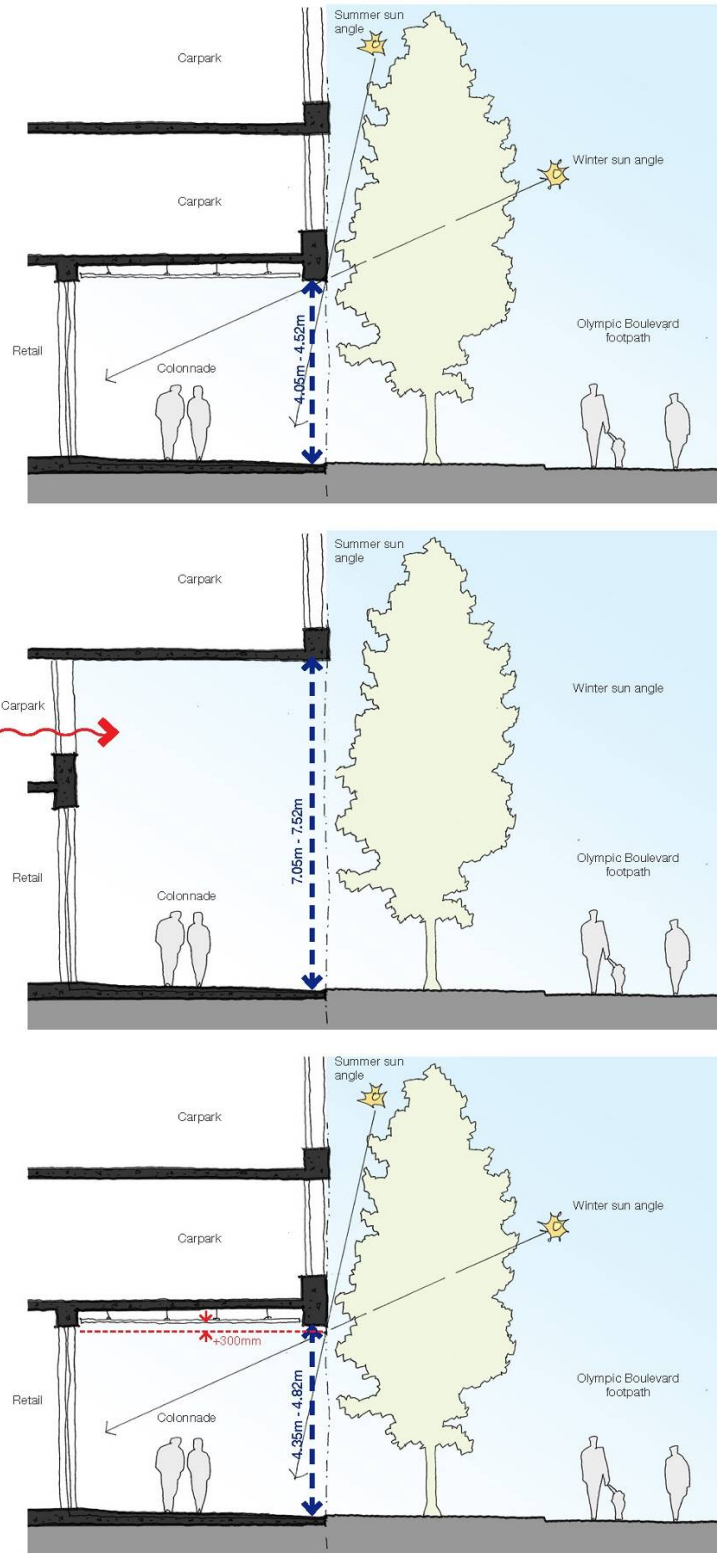 Summer sun
angle
Carpark
Winter sun angle
Carpark
Olympic Boulevard
footpath
Retail
Colonnade
4.05m - 4.52m
Summer sun
angle
Carpark
Winter sun angle
Carpark
7.05m - 7.52m
Olympic Boulevard
footpath
Retail
Colonnade
Summer sun
angle
Carpark
Winter sun angle
Carpark
+300mm
Olympic Boulevard
footpath
Retail
Colonnade
4.35m - 4.82m